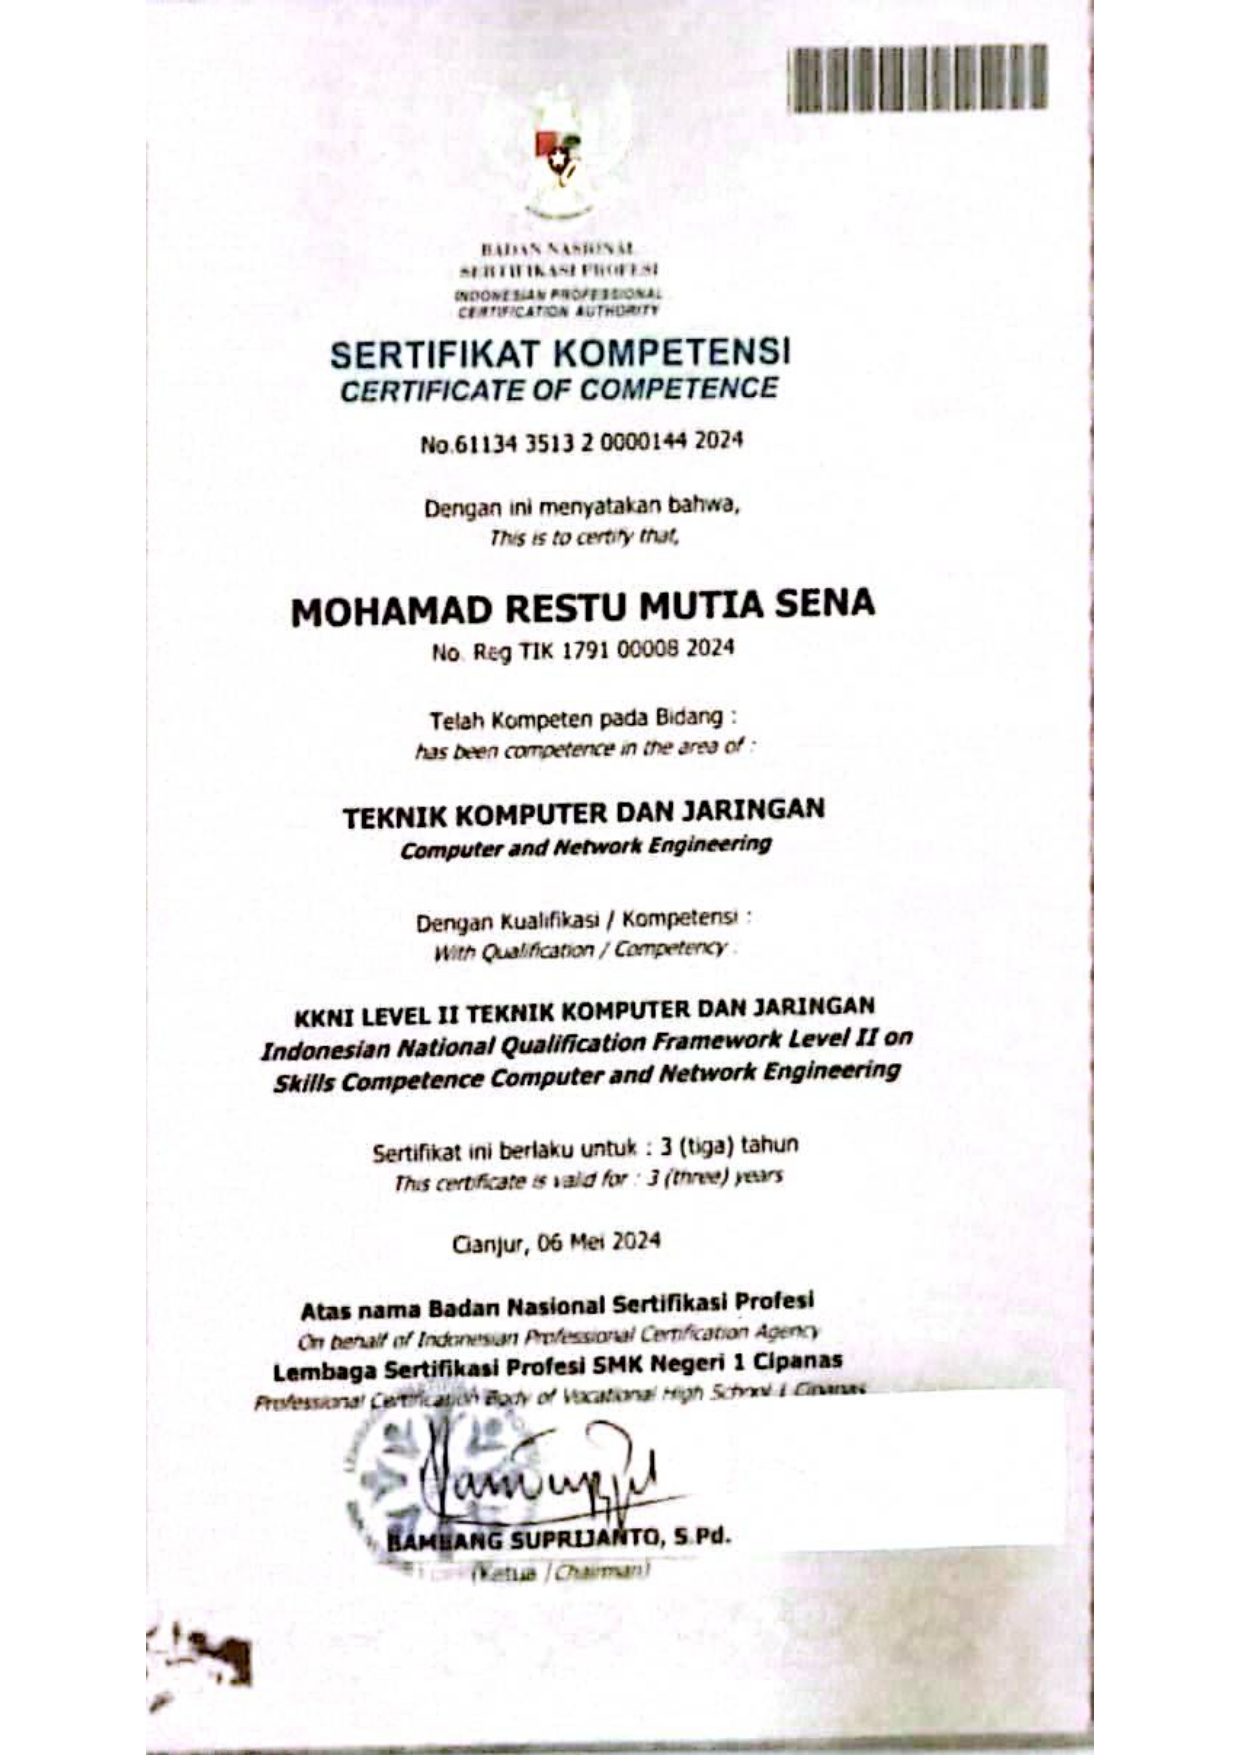 BADAN NASIONAL
SERTIFIKASI PROFESI
INDONESIAN PROFESSIONAL
CERTIFICATION AUTHORITY
SERTIFIKAT KOMPETENSI
CERTIFICATE OF COMPETENCE
No.61134 3513 2 0000144 2024
Dengan ini menyatakan bahwa,
This is to certify that,
MOHAMAD RESTU MUTIA SENA
No. Reg TIK 1791 00008 2024
Telah Kompeten pada Bidang :
has been competence in the area of :
TEKNIK KOMPUTER DAN JARINGAN
Computer and Network Engineering
Dengan Kualifikasi / Kompetensi :
With Qualification / Competency :
KKNI LEVEL II TEKNIK KOMPUTER DAN JARINGAN
Indonesian National Qualification Framework Level II on
Skills Competence Computer and Network Engineering
Sertifikat ini berlaku untuk : 3 (tiga) tahun
This certificate is valid for : 3 (three) years
Cianjur, 06 Mei 2024
Atas nama Badan Nasional Sertifikasi Profesi
On behalf of Indonesian Professional Certification Agency
Lembaga Sertifikasi Profesi SMK Negeri 1 Cipanas
Professional Certification Body of Vocational High School 1 Cipanas
BAMBANG SUPRIJANTO, S.Pd.
(Ketua / Chairman)